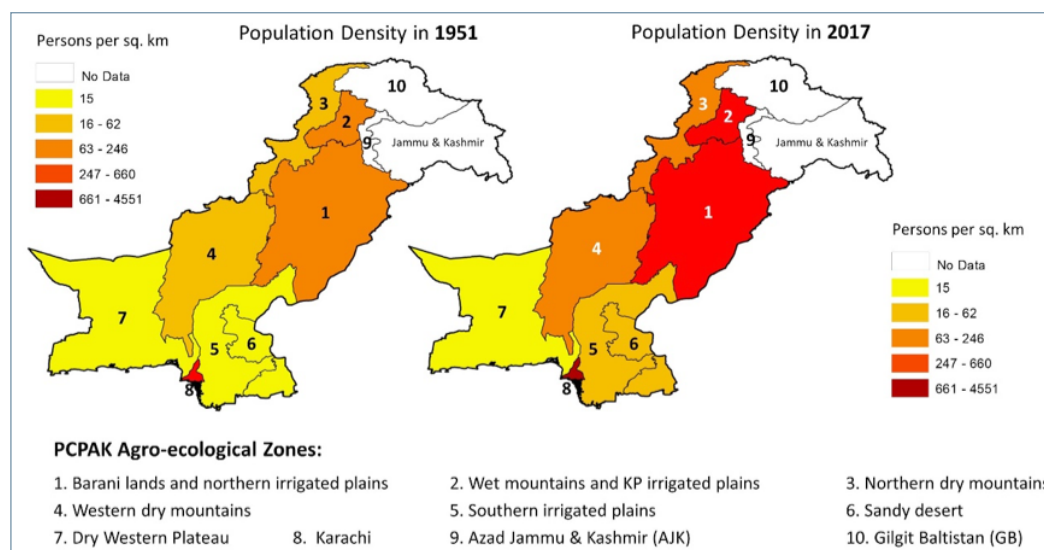 Population Density in 1951
Persons per sq. km
No Data
15
16 - 62
63 - 246
247 - 660
661 - 4551
10
3
2
9
Jammu & Kashmir
1
4
7
5
6
8
Population Density in 2017
10
3
2
9
Jammu & Kashmir
1
4
7
5
6
8
Persons per sq. km
No Data
15
16 - 62
63 - 246
247 - 660
661 - 4551
PCPAK Agro-ecological Zones:
1. Barani lands and northern irrigated plains 2. Wet mountains and KP irrigated plains 3. Northern dry mountains
4. Western dry mountains 5. Southern irrigated plains 6. Sandy desert
7. Dry Western Plateau 8. Karachi 9. Azad Jammu & Kashmir (AJK) 10. Gilgit Baltistan (GB)